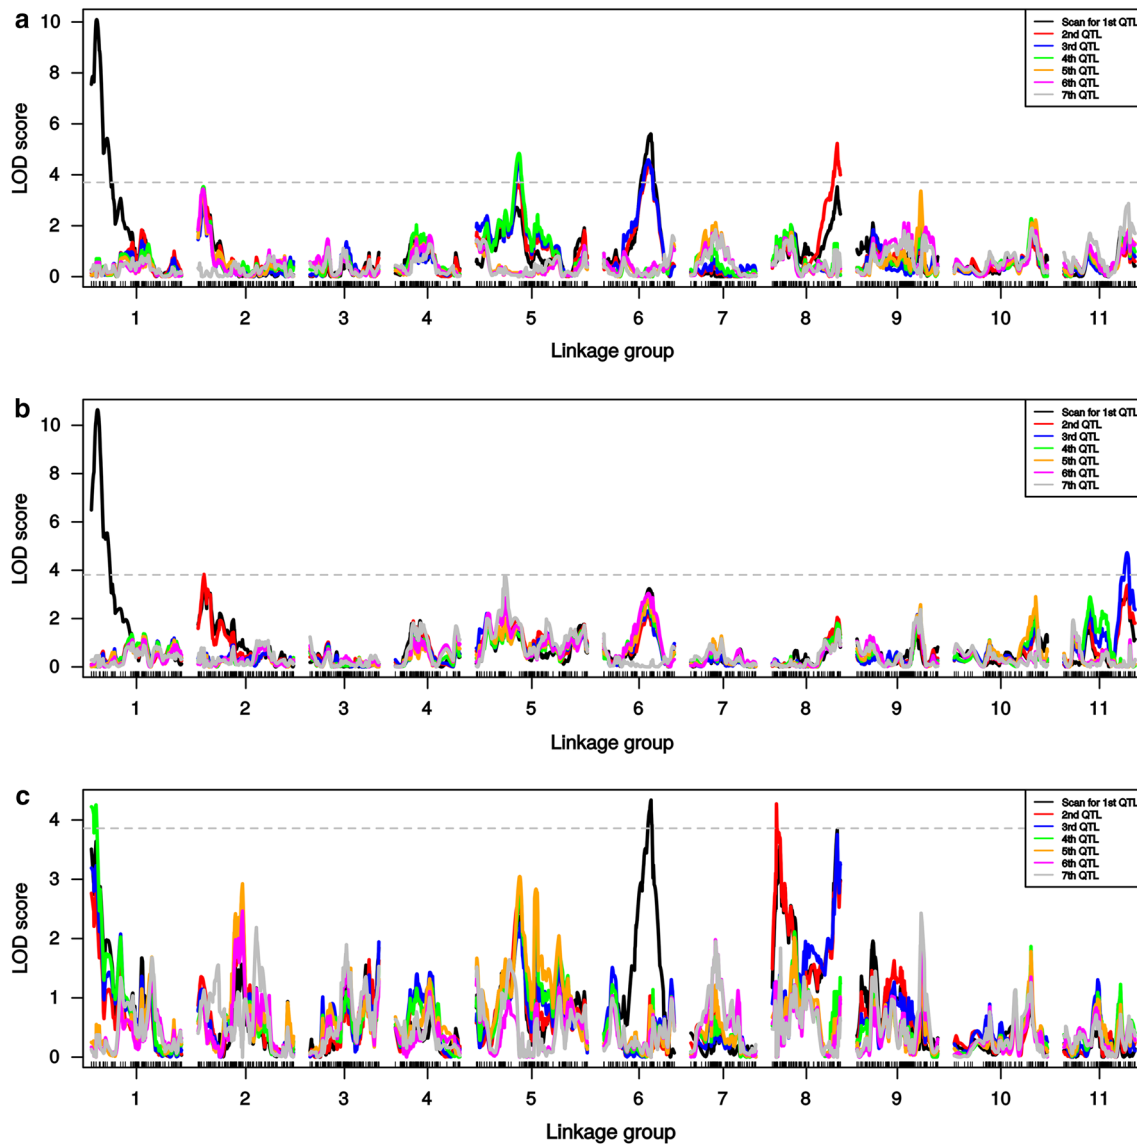 a
LOD score
10
8
6
4
2
0
Scan for 1st QTL
2nd QTL
3rd QTL
4th QTL
5th QTL
6th QTL
7th QTL
1 2 3 4 5 6 7 8 9 10 11
Linkage group
b
LOD score
10
8
6
4
2
0
Scan for 1st QTL
2nd QTL
3rd QTL
4th QTL
5th QTL
6th QTL
7th QTL
1 2 3 4 5 6 7 8 9 10 11
Linkage group
c
LOD score
4
3
2
1
0
Scan for 1st QTL
2nd QTL
3rd QTL
4th QTL
5th QTL
6th QTL
7th QTL
1 2 3 4 5 6 7 8 9 10 11
Linkage group